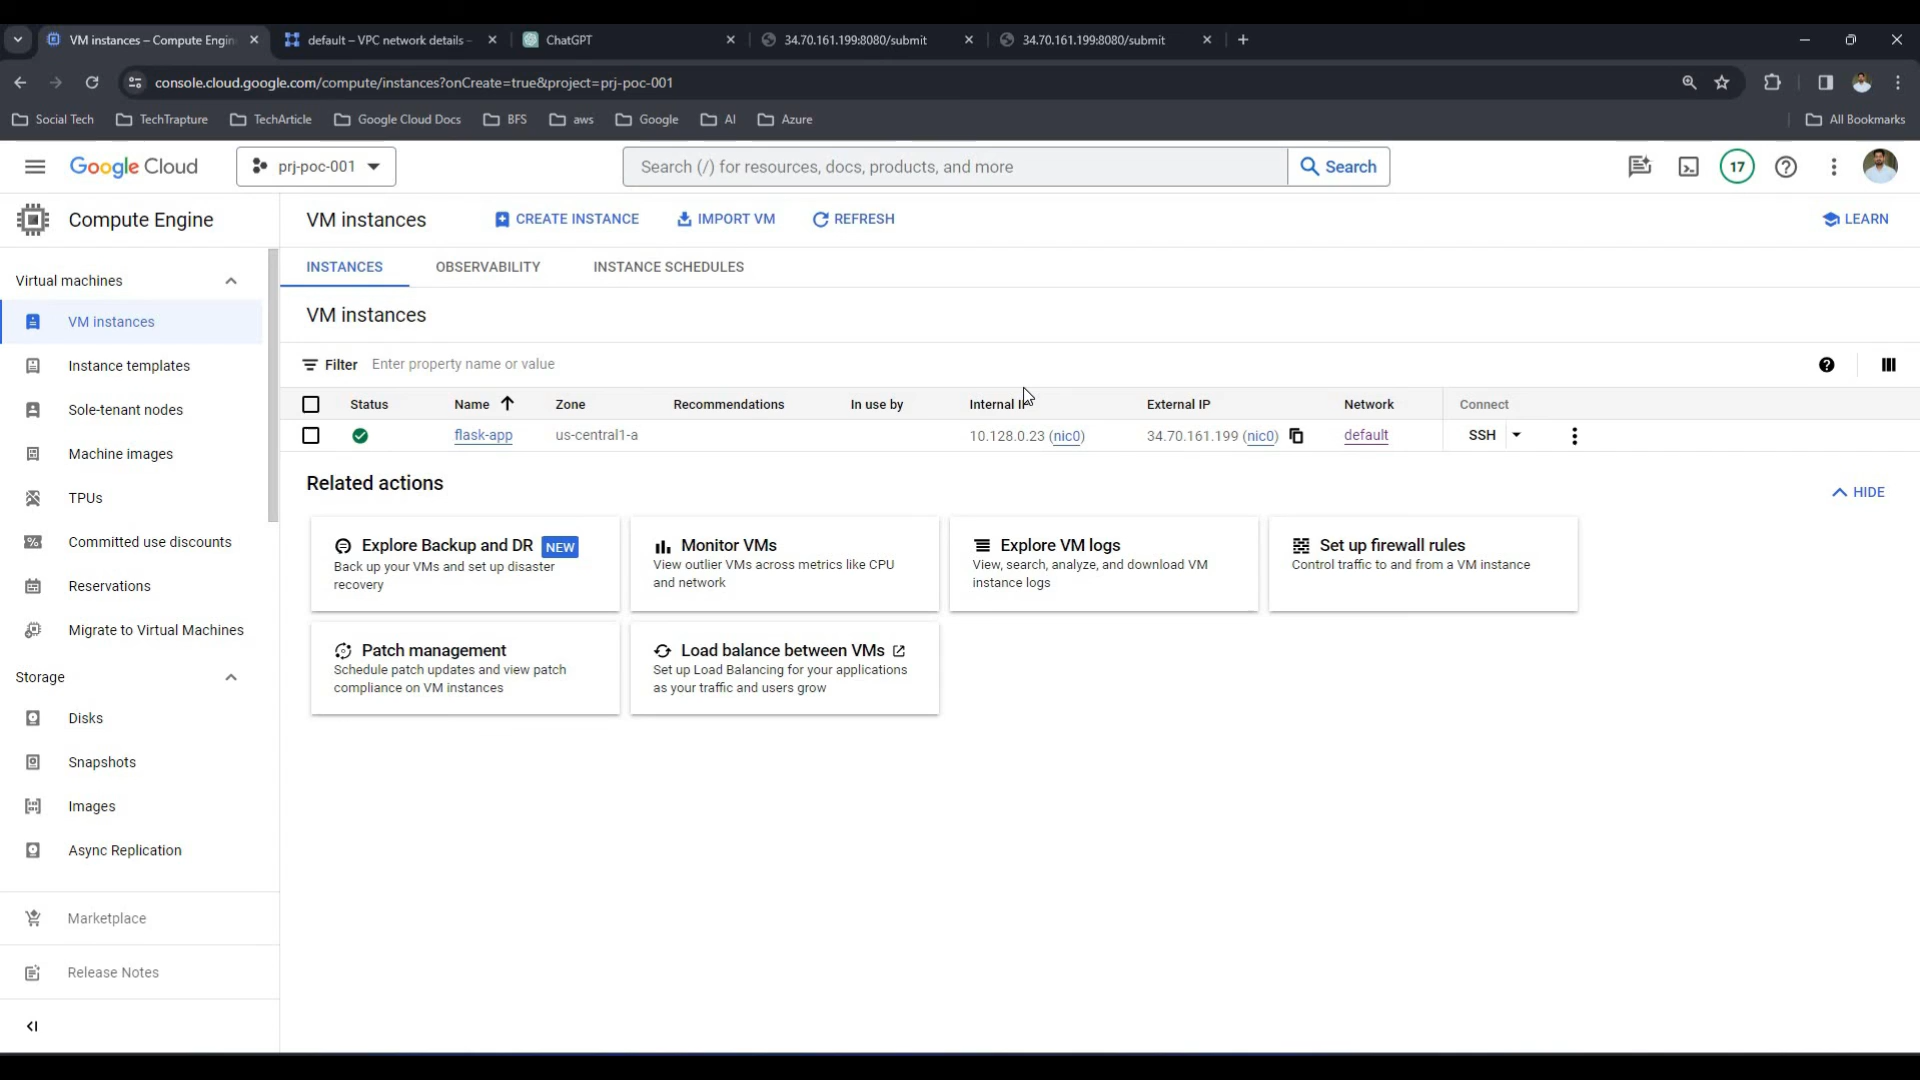 VM instances – Compute Engin
default – VPC network details -
ChatGPT
34.70.161.199:8080/submit
34.70.161.199:8080/submit
console.cloud.google.com/compute/instances?onCreate=true&project=prj-poc-001
Social Tech
TechTrapture
TechArticle
Google Cloud Docs
BFS
aws
Google
AI
Azure
All Bookmarks
Google Cloud
prj-poc-001
Search (/) for resources, docs, products, and more
Search
17
Compute Engine
VM instances
CREATE INSTANCE
IMPORT VM
REFRESH
LEARN
INSTANCES
OBSERVABILITY
INSTANCE SCHEDULES
Virtual machines
VM instances
Instance templates
Sole-tenant nodes
Machine images
TPUs
Committed use discounts
Reservations
Migrate to Virtual Machines
Storage
Disks
Snapshots
Images
Async Replication
Marketplace
Release Notes
VM instances
Filter Enter property name or value
Status Name Zone Recommendations In use by Internal IP External IP Network Connect
flask-app us-central1-a 10.128.0.23 (nic0) 34.70.161.199 (nic0) default SSH
Related actions
HIDE
Explore Backup and DR NEW
Back up your VMs and set up disaster
recovery
Monitor VMs
View outlier VMs across metrics like CPU
and network
Explore VM logs
View, search, analyze, and download VM
instance logs
Set up firewall rules
Control traffic to and from a VM instance
Patch management
Schedule patch updates and view patch
compliance on VM instances
Load balance between VMs
Set up Load Balancing for your applications
as your traffic and users grow